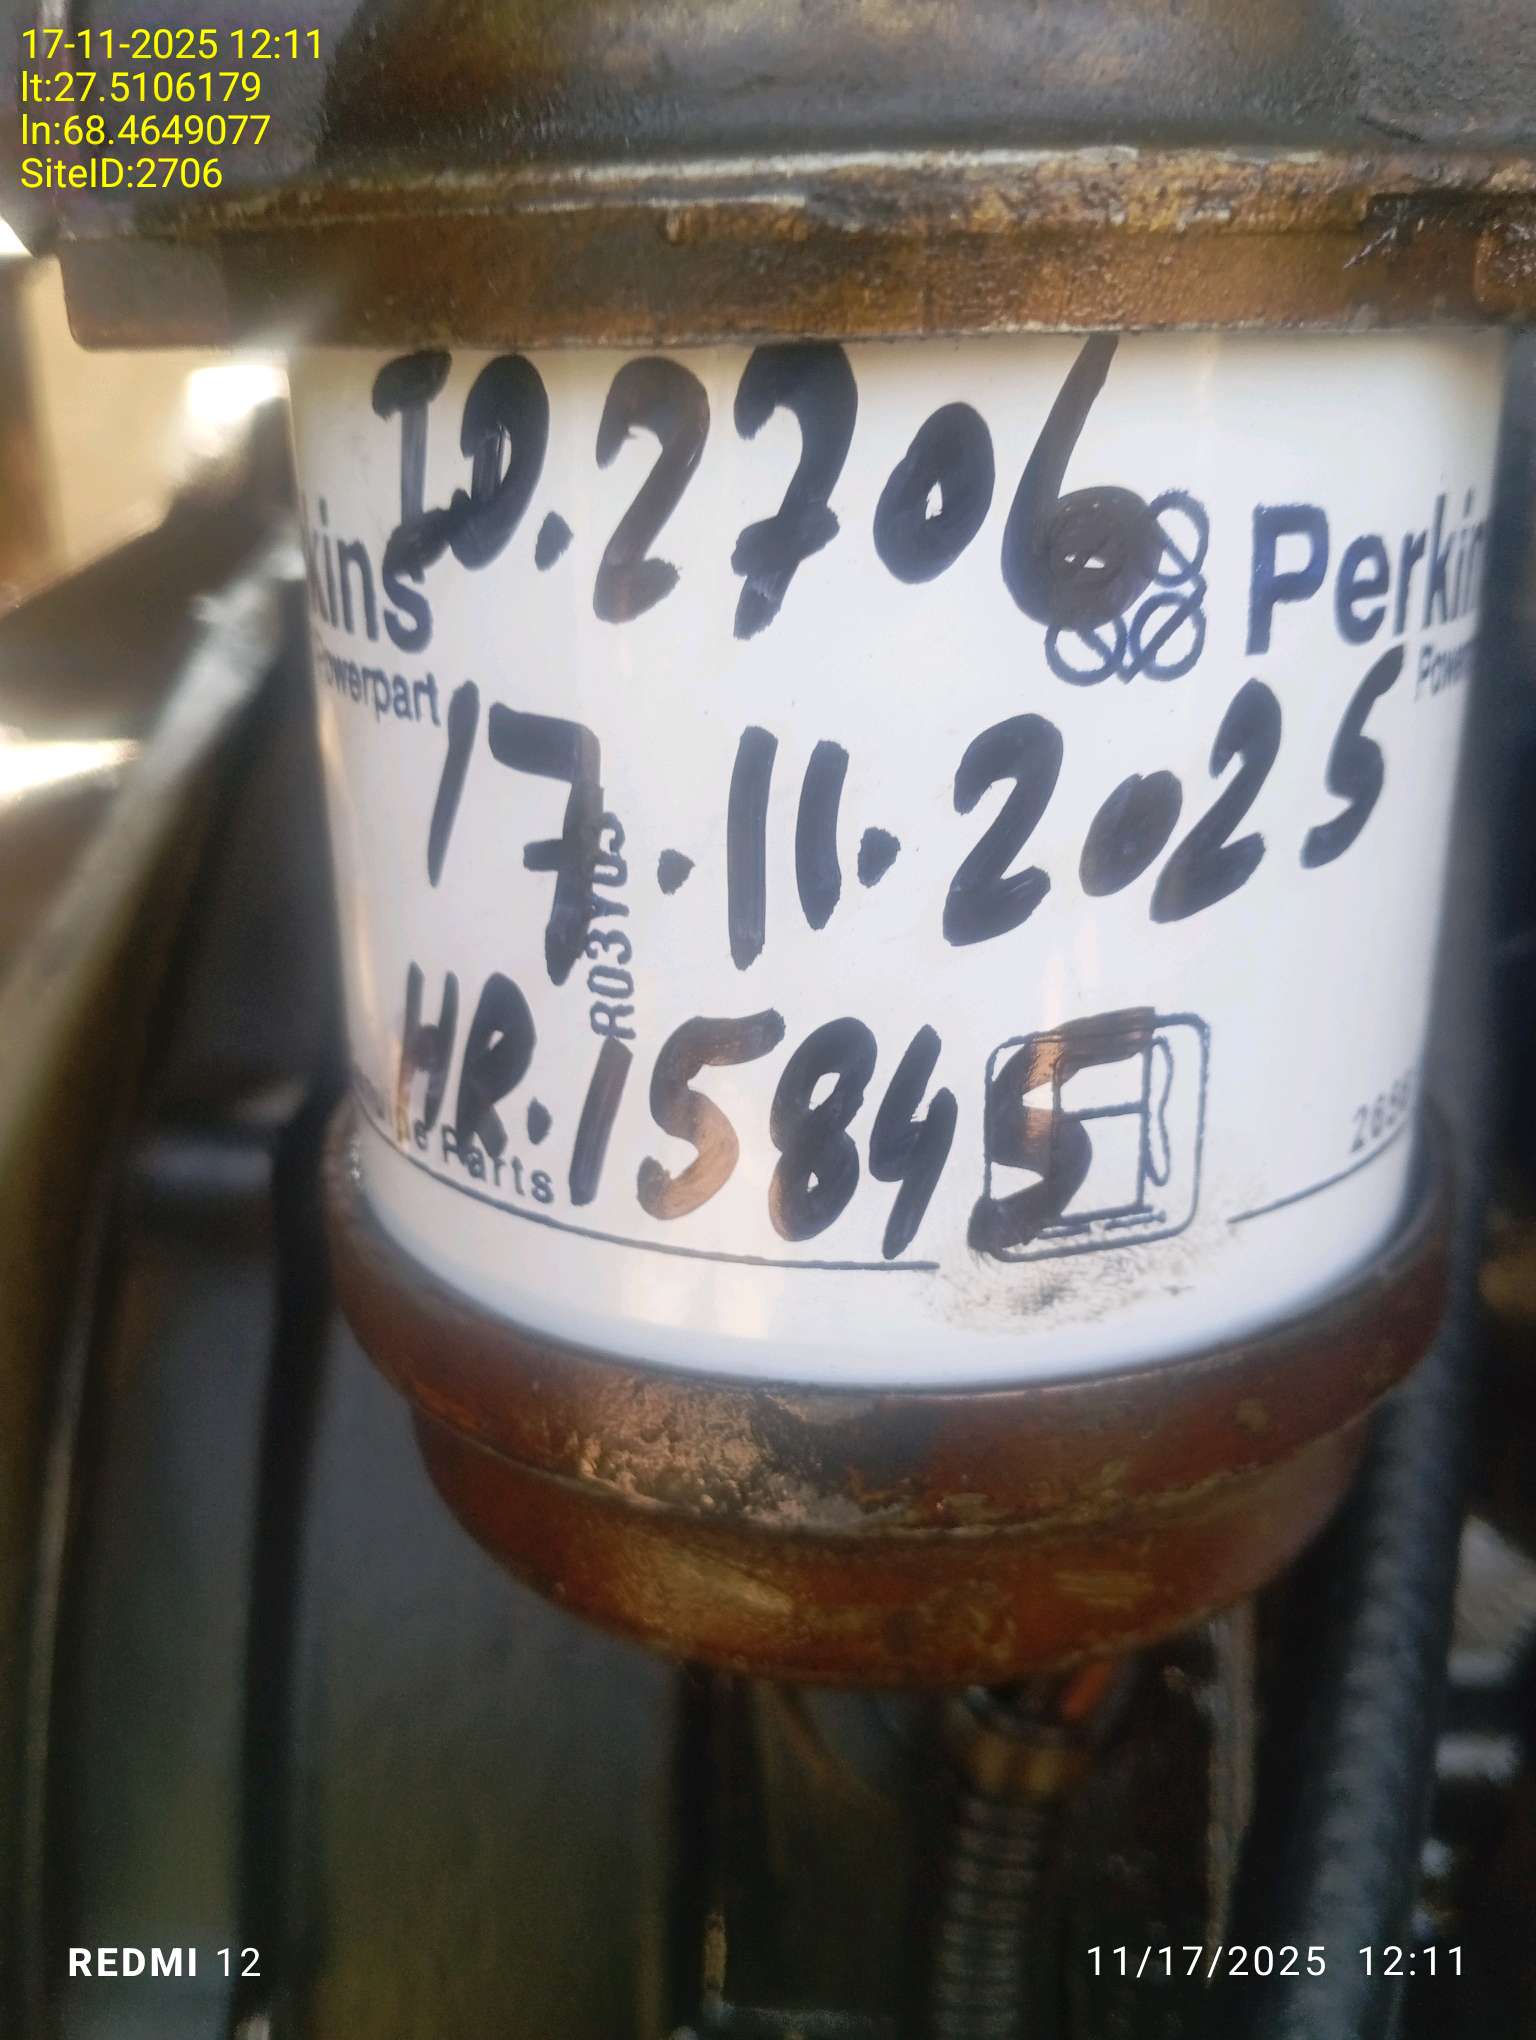 17-11-2025 12:11
lt:27.5106179
ln:68.4649077
SiteID:2706
ID.2706
kins
Powerpart
Perkin
Power
17.11.2025
R03Y05
HR.15845
Parts
REDMI 12
11/17/2025 12:11